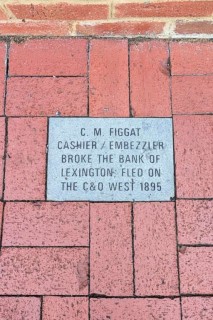 C. M. FIGGAT
CASHIER / EMBEZZLER
BROKE THE BANK OF
LEXINGTON; FLED ON
THE C&O WEST 1895